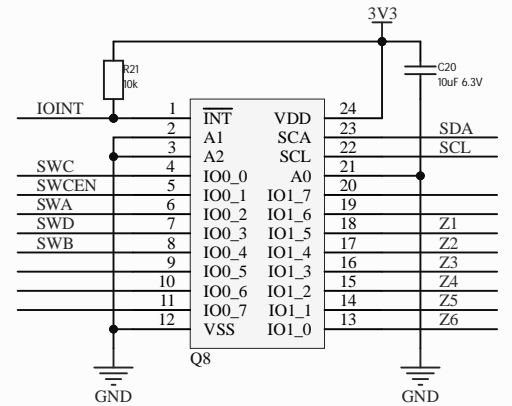 3V3
R21
10k
C20
10uF 6.3V
IOINT 1 INT VDD 24
2 A1 SCA 23 SDA
3 A2 SCL 22 SCL
SWC 4 IO0_0 A0 21
SWCEN 5 IO0_1 IO1_7 20
SWA 6 IO0_2 IO1_6 19
SWD 7 IO0_3 IO1_5 18 Z1
SWB 8 IO0_4 IO1_4 17 Z2
9 IO0_5 IO1_3 16 Z3
10 IO0_6 IO1_2 15 Z4
11 IO0_7 IO1_1 14 Z5
12 VSS IO1_0 13 Z6
Q8
GND GND